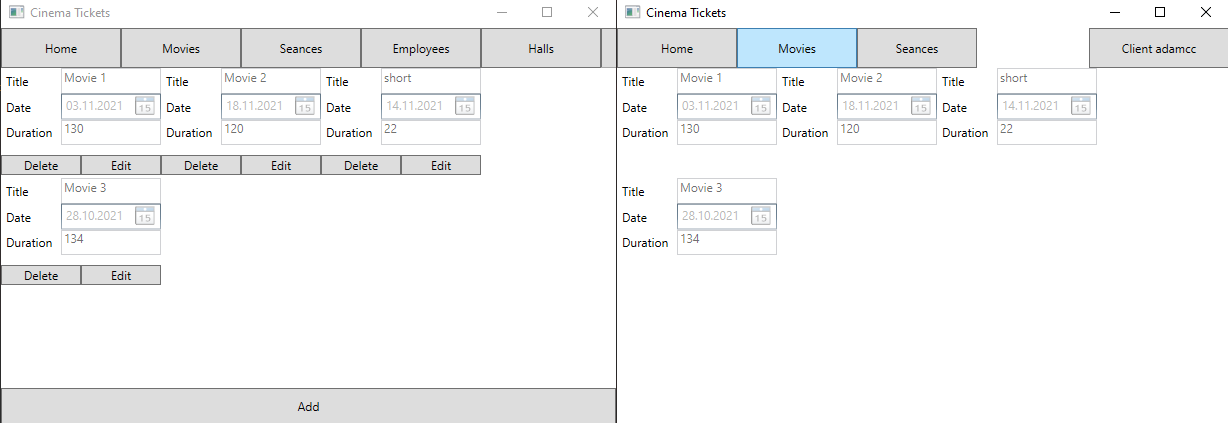 Cinema Tickets
Home Movies Seances Employees Halls
Title Movie 1 Title Movie 2 Title short
Date 03.11.2021 15 Date 18.11.2021 15 Date 14.11.2021 15
Duration 130 Duration 120 Duration 22
Delete Edit Delete Edit Delete Edit
Title Movie 3
Date 28.10.2021 15
Duration 134
Delete Edit
Add
Cinema Tickets
Home Movies Seances Client adamcc
Title Movie 1 Title Movie 2 Title short
Date 03.11.2021 15 Date 18.11.2021 15 Date 14.11.2021 15
Duration 130 Duration 120 Duration 22
Title Movie 3
Date 28.10.2021 15
Duration 134